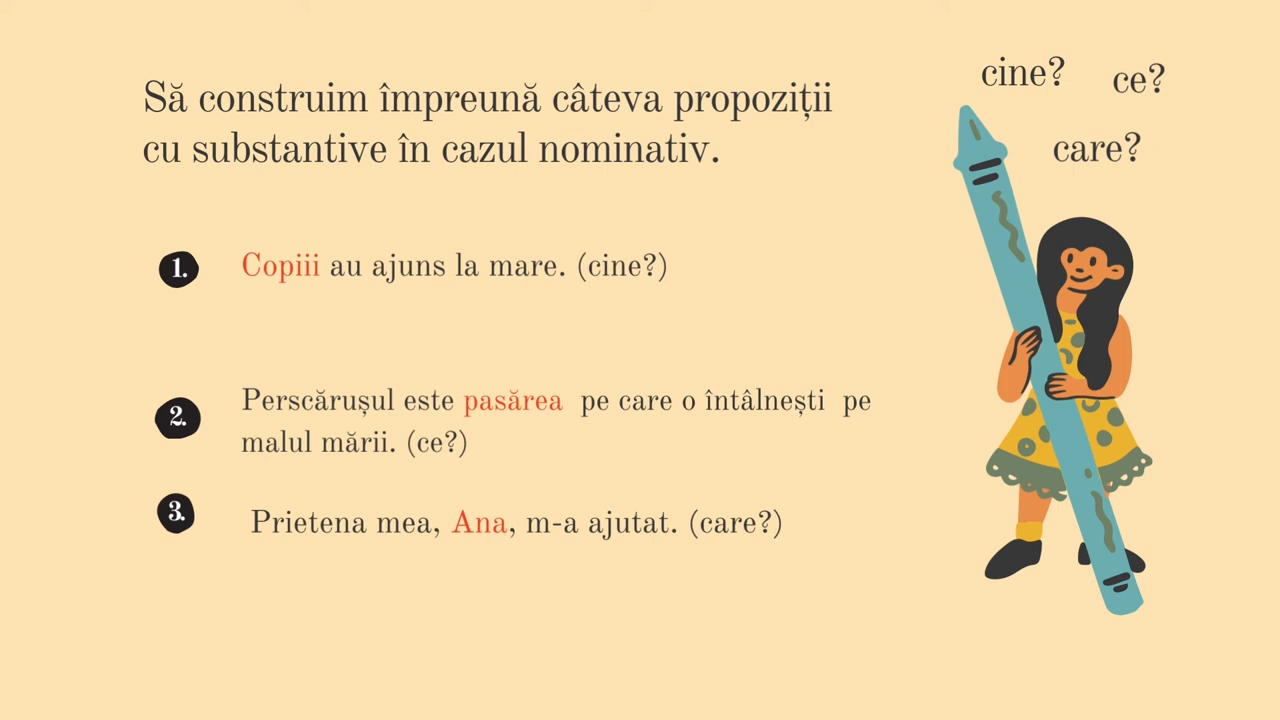 cine?
ce?
care?
Să construim împreună câteva propoziții
cu substantive în cazul nominativ.
1. Copiii au ajuns la mare. (cine?)
2. Perscărușul este pasărea pe care o întâlnești pe
malul mării. (ce?)
3. Prietena mea, Ana, m-a ajutat. (care?)